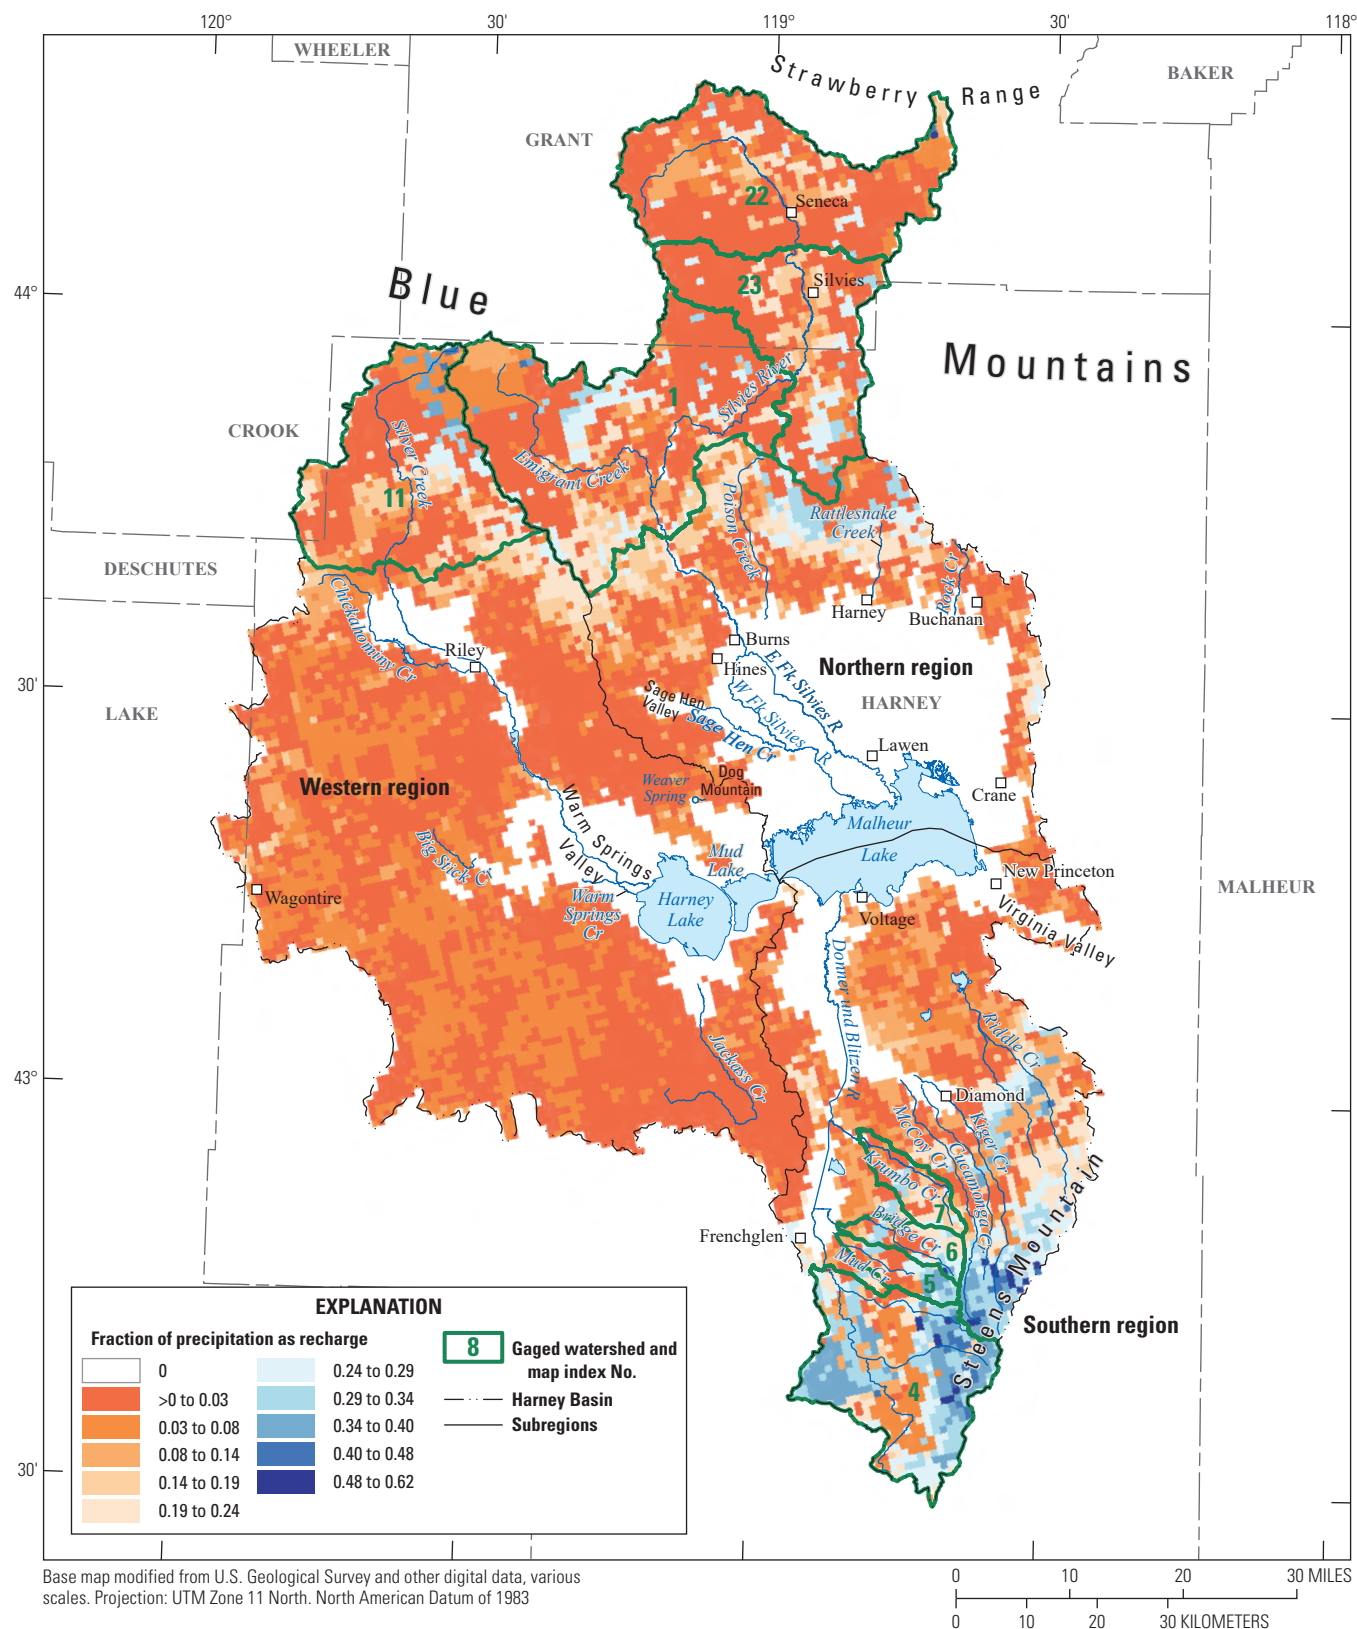 120°
30'
119°
30'
118°
WHEELER
BAKER
Strawberry Range
GRANT
22
Seneca
23
Silvies
44°
Blue
Mountains
Silvies River
1
CROOK
Silver Creek
Emigrant Creek
11
Poison Creek
Rattlesnake
Creek
DESCHUTES
Chickahominy Cr
Rock Cr
Harney
Buchanan
Burns
Riley
Hines
E Fk Silvies R
Northern region
30'
Sage Hen
Valley
W Fk Silvies R
HARNEY
LAKE
Sage Hen Cr
Lawen
Western region
Weaver
Spring
Dog
Mountain
Crane
Warm Springs
Valley
Malheur
Lake
Big Stick Cr
Mud
Lake
New Princeton
MALHEUR
Wagontire
Warm
Springs
Cr
Harney
Lake
Voltage
Virginia Valley
Donner und Blitzen R
Riddle Cr
Jackass Cr
43°
Diamond
McCoy Cr
Kiger Cr
Cucamonga Cr
Krumbo Cr
7
Bridge Cr
Frenchglen
6
Mud Cr
5
Steens Mountain
Southern region
4
30'
EXPLANATION
Fraction of precipitation as recharge
0
>0 to 0.03
0.03 to 0.08
0.08 to 0.14
0.14 to 0.19
0.19 to 0.24
0.24 to 0.29
0.29 to 0.34
0.34 to 0.40
0.40 to 0.48
0.48 to 0.62
8
Gaged watershed and
map index No.
Harney Basin
Subregions
Base map modified from U.S. Geological Survey and other digital data, various
scales. Projection: UTM Zone 11 North. North American Datum of 1983
0 10 20 30 MILES
0 10 20 30 KILOMETERS